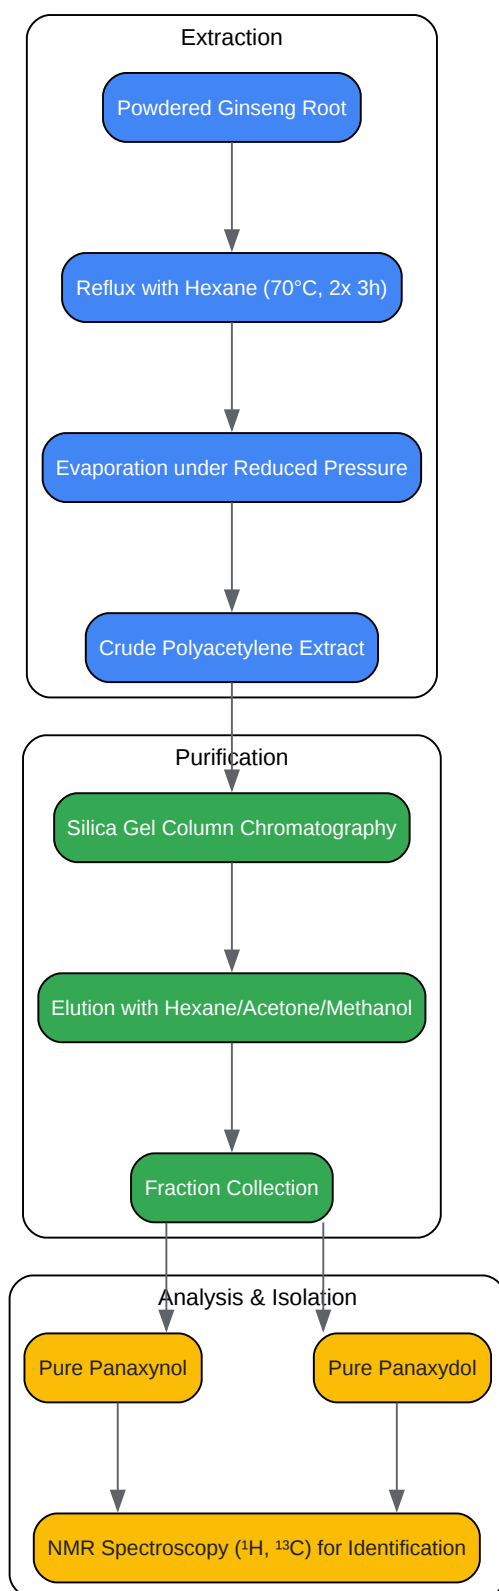 Extraction
Powdered Ginseng Root
Reflux with Hexane (70°C, 2x 3h)
Evaporation under Reduced Pressure
Crude Polyacetylene Extract
Purification
Silica Gel Column Chromatography
Elution with Hexane/Acetone/Methanol
Fraction Collection
Analysis & Isolation
Pure Panaxynol
Pure Panaxydol
NMR Spectroscopy (¹H, ¹³C) for Identification